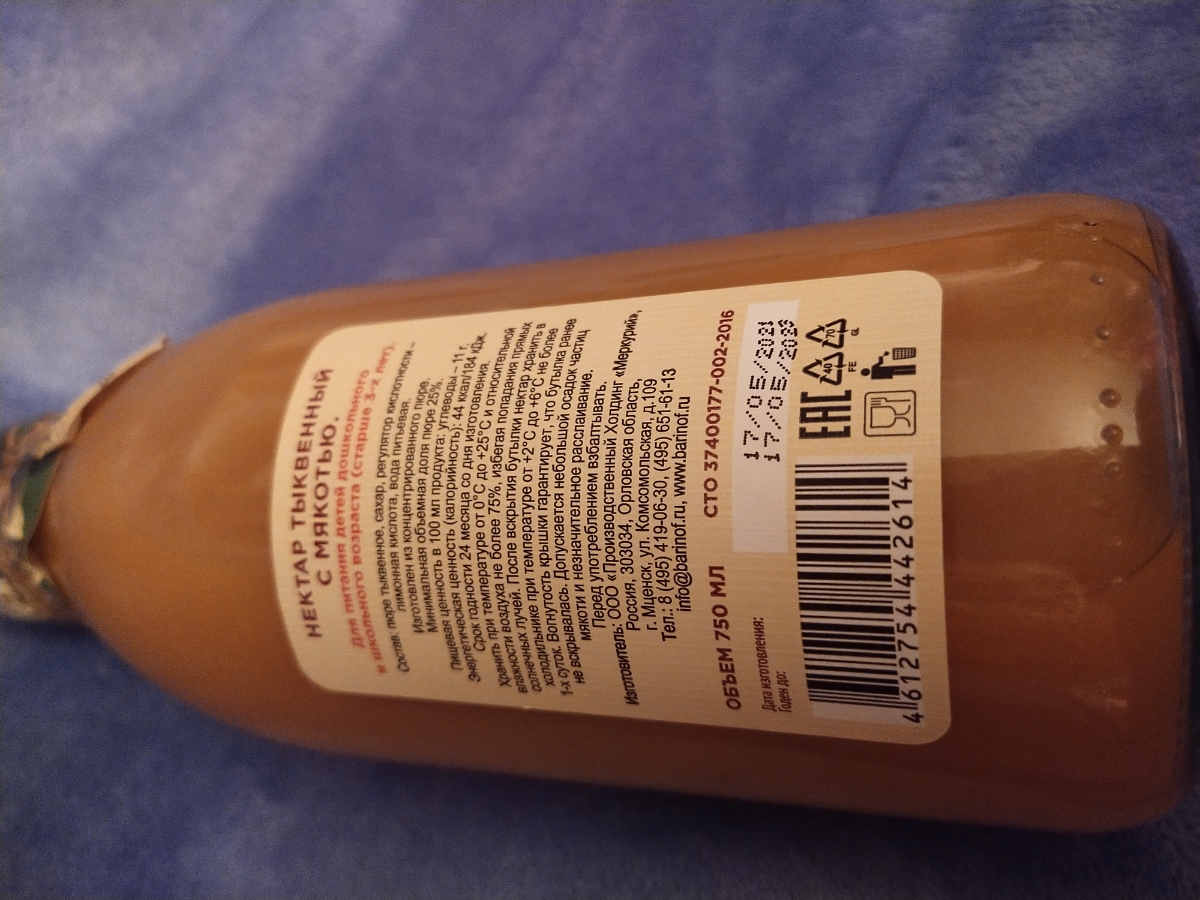 НЕКТАР ТЫКВЕННЫЙ
С МЯКОТЬЮ.
Для питания детей дошкольного
и школьного возраста (старше 3-х лет).
Состав: пюре тыквенное, сахар, регулятор кислотности –
лимонная кислота, вода питьевая.
Изготовлен из концентрированного пюре.
Минимальная объемная доля пюре 25%.
Пищевая ценность в 100 мл продукта: углеводы – 11 г.
Энергетическая ценность (калорийность): 44 ккал/184 кДж.
Срок годности 24 месяца со дня изготовления.
Хранить при температуре от 0°С до +25°С и относительной
влажности воздуха не более 75%, избегая попадания прямых
солнечных лучей. После вскрытия бутылки нектар хранить в
холодильнике при температуре от +2°С до +6°С не более
1-х суток. Вогнутость крышки гарантирует, что бутылка ранее
не вскрывалась. Допускается небольшой осадок частиц
мякоти и незначительное расслаивание.
Перед употреблением взбалтывать.
Изготовитель: ООО «Производственный Холдинг «Меркурий»,
Россия, 303034, Орловская область,
г. Мценск, ул. Комсомольская, д.109
Тел.: 8 (495) 419-06-30, (495) 651-61-13
info@barinof.ru, www.barinof.ru
ОБЪЕМ 750 МЛ СТО 37400177-002-2016
Дата изготовления: 17/05/2021
Годен до: 17/05/2023
EAC
40
FE
70
GL
4 612754 442614